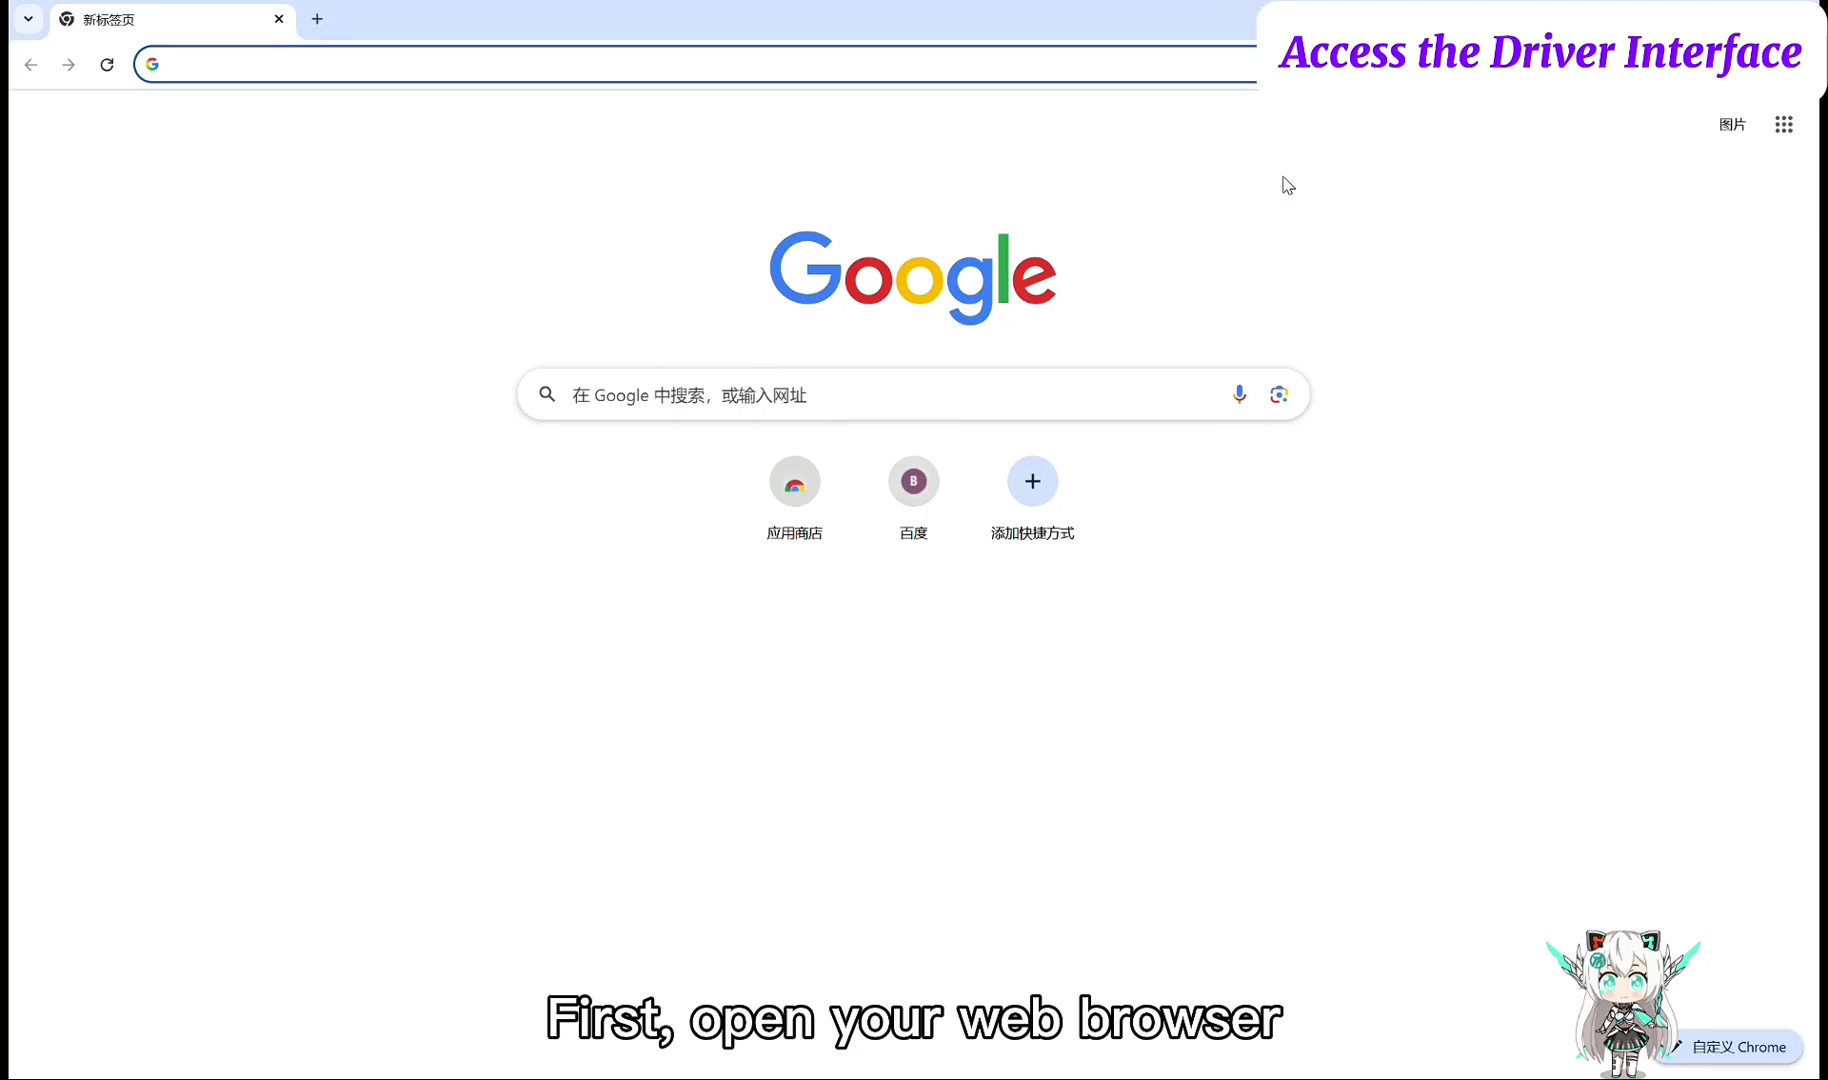 新标签页
Access the Driver Interface
图片
Google
在 Google 中搜索，或输入网址
B
应用商店
百度
添加快捷方式
First, open your web browser
自定义 Chrome